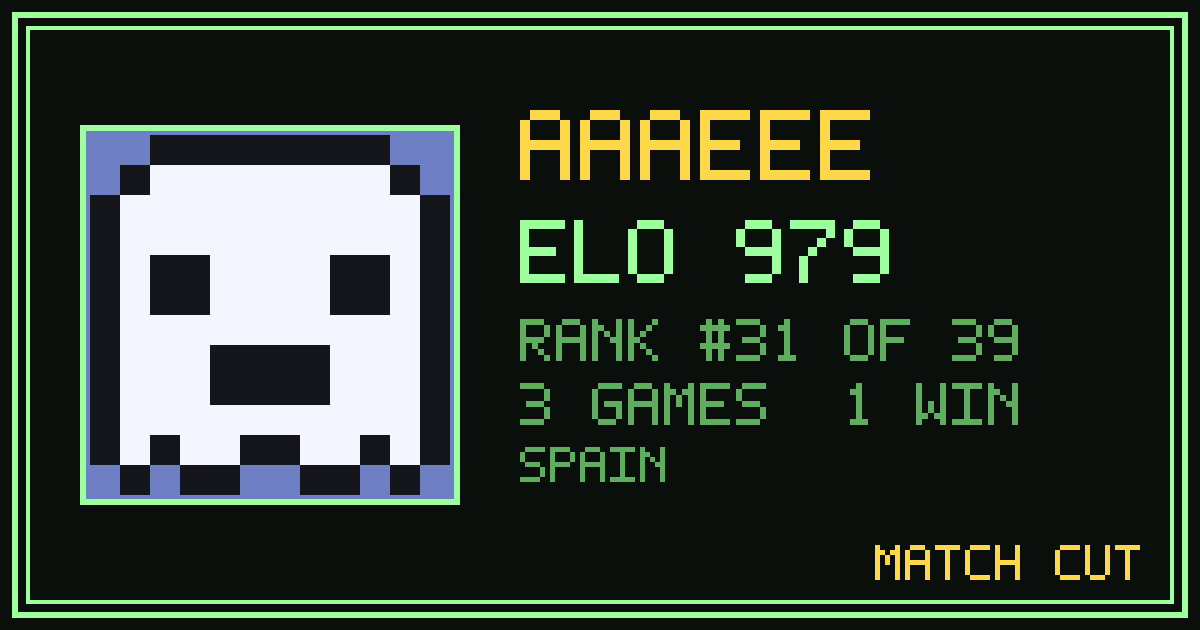 AAAEEE
ELO 979
RANK #31 OF 39
3 GAMES 1 WIN
SPAIN
MATCH CUT